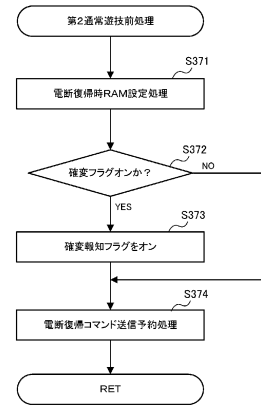 第2通常遊技前処理
S371
電断復帰時RAM設定処理
S372
確変フラグオンか？
NO
YES
S373
確変報知フラグをオン
S374
電断復帰コマンド送信予約処理
RET